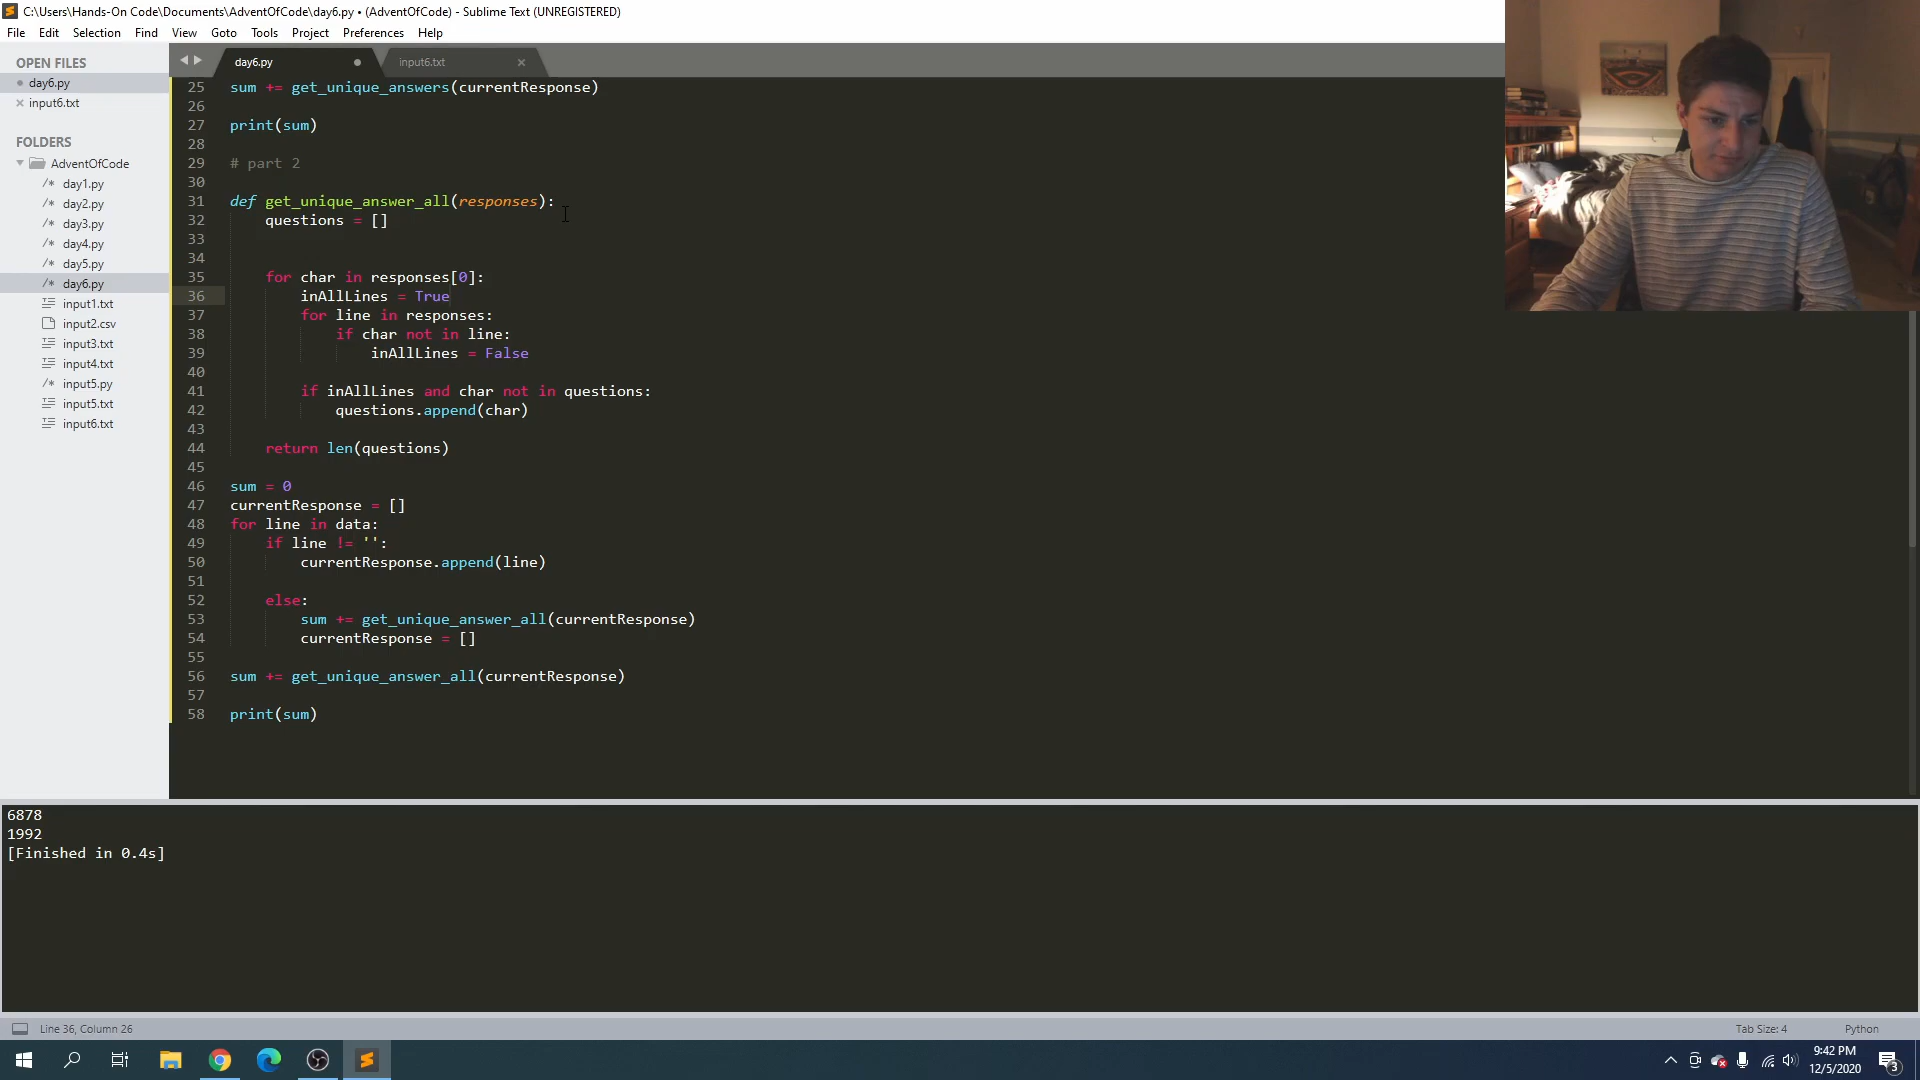 C:\Users\Hands-On Code\Documents\AdventOfCode\day6.py • (AdventOfCode) - Sublime Text (UNREGISTERED)
File Edit Selection Find View Goto Tools Project Preferences Help
OPEN FILES
day6.py
input6.txt
FOLDERS
AdventOfCode
day1.py
day2.py
day3.py
day4.py
day5.py
day6.py
input1.txt
input2.csv
input3.txt
input4.txt
input5.py
input5.txt
input6.txt
day6.py input6.txt
25 sum += get_unique_answers(currentResponse)
26
27 print(sum)
28
29 # part 2
30
31 def get_unique_answer_all(responses):
32     questions = []
33
34
35     for char in responses[0]:
36         inAllLines = True
37         for line in responses:
38             if char not in line:
39                 inAllLines = False
40
41         if inAllLines and char not in questions:
42             questions.append(char)
43
44     return len(questions)
45
46 sum = 0
47 currentResponse = []
48 for line in data:
49     if line != '':
50         currentResponse.append(line)
51
52     else:
53         sum += get_unique_answer_all(currentResponse)
54         currentResponse = []
55
56 sum += get_unique_answer_all(currentResponse)
57
58 print(sum)
6878
1992
[Finished in 0.4s]
Line 36, Column 26 Tab Size: 4 Python
9:42 PM
12/5/2020
3